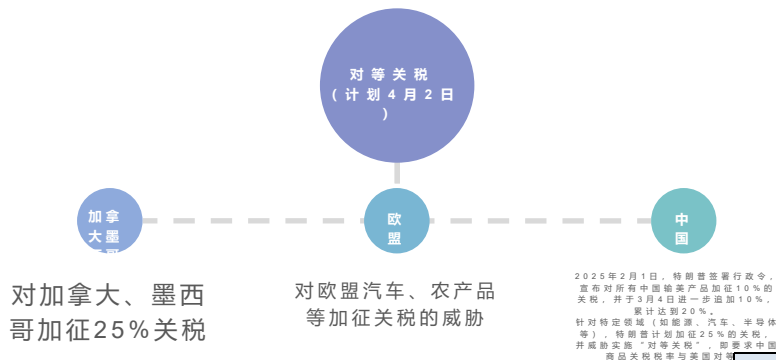 对等关税
(计划4月2日
)
加拿
大墨
欧
盟
中
国
对加拿大、墨西
哥加征25%关税
对欧盟汽车、农产品
等加征关税的威胁
2025年2月1日，特朗普签署行政令，
宣布对所有中国输美产品加征10%的
关税，并于3月4日进一步追加10%，
累计达到20%。
针对特定领域（如能源、汽车、半导体
等），特朗普计划加征25%的关税，
并威胁实施“对等关税”，即要求中国
商品关税税率与美国对等